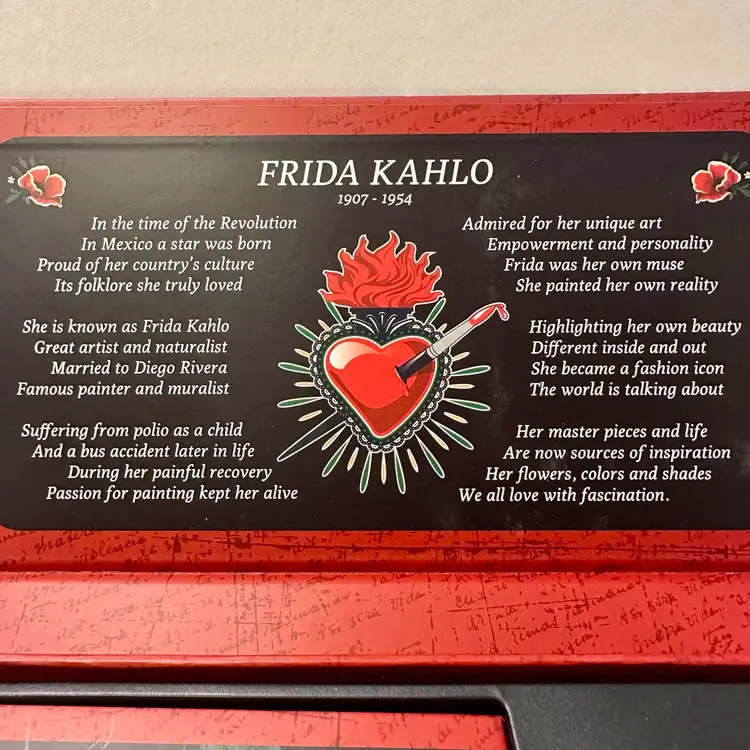 FRIDA KAHLO
1907 - 1954
In the time of the Revolution
In Mexico a star was born
Proud of her country's culture
Its folklore she truly loved
She is known as Frida Kahlo
Great artist and naturalist
Married to Diego Rivera
Famous painter and muralist
Suffering from polio as a child
And a bus accident later in life
During her painful recovery
Passion for painting kept her alive
Admired for her unique art
Empowerment and personality
Frida was her own muse
She painted her own reality
Highlighting her own beauty
Different inside and out
She became a fashion icon
The world is talking about
Her master pieces and life
Are now sources of inspiration
Her flowers, colors and shades
We all love with fascination.